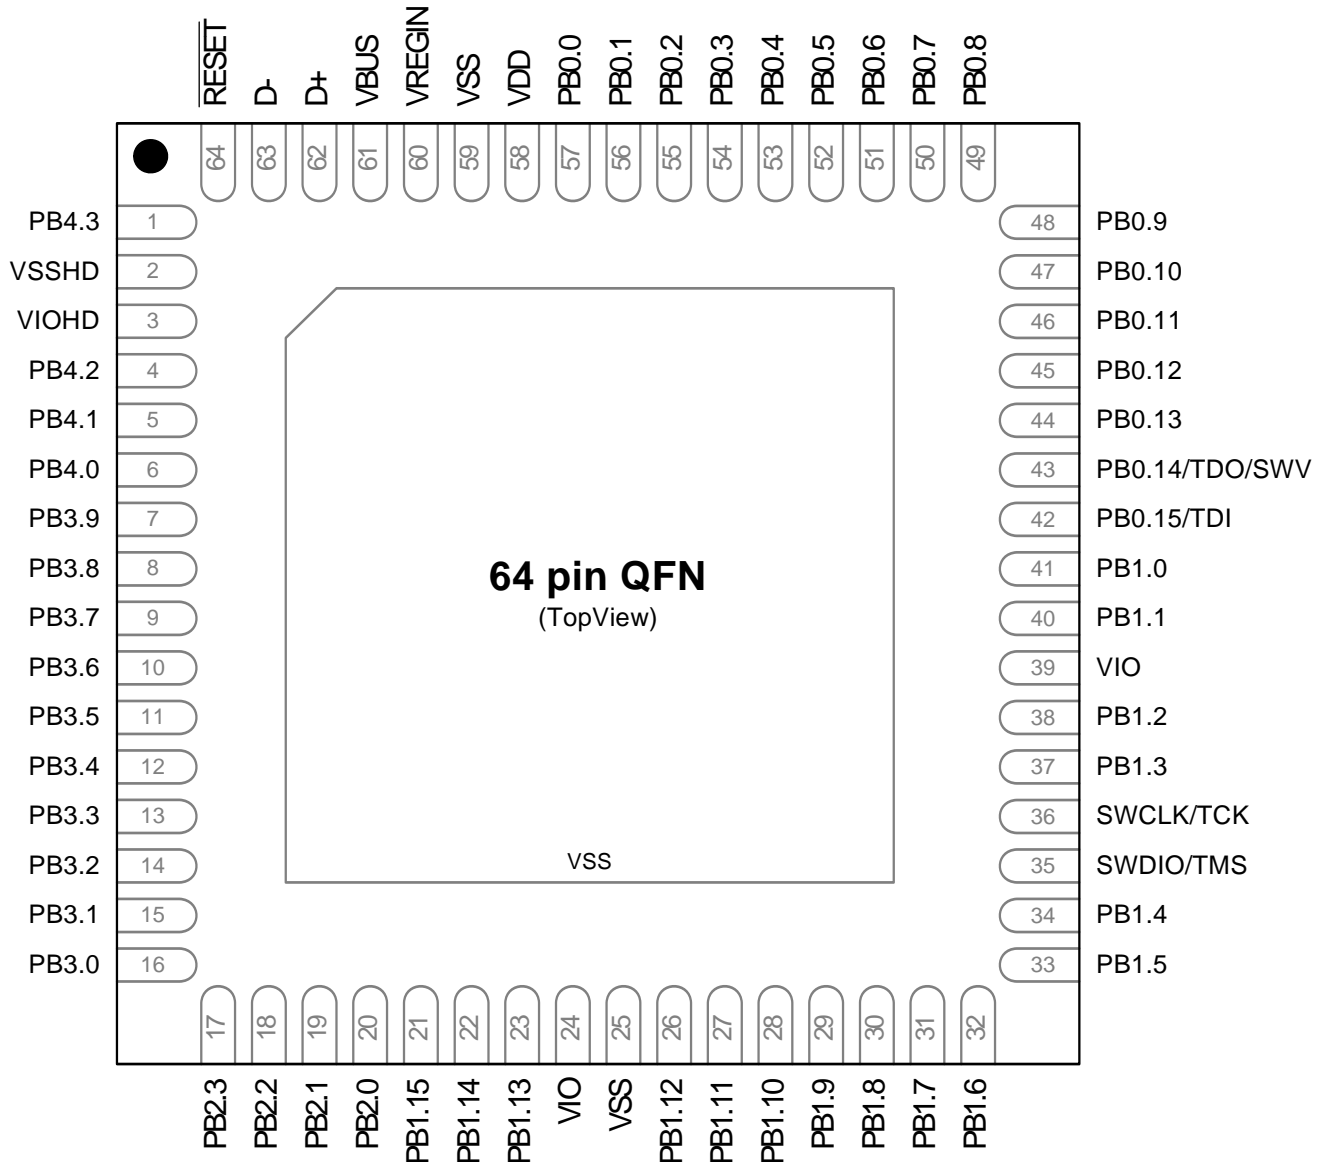 RESET D- D+ VBUS VREGIN VSS VDD PB0.0 PB0.1 PB0.2 PB0.3 PB0.4 PB0.5 PB0.6 PB0.7 PB0.8
64 63 62 61 60 59 58 57 56 55 54 53 52 51 50 49
PB4.3 1 48 PB0.9
VSSHD 2 47 PB0.10
VIOHD 3 46 PB0.11
PB4.2 4 45 PB0.12
PB4.1 5 44 PB0.13
PB4.0 6 43 PB0.14/TDO/SWV
PB3.9 7 42 PB0.15/TDI
PB3.8 8 41 PB1.0
64 pin QFN
(TopView)
PB3.7 9 40 PB1.1
PB3.6 10 39 VIO
PB3.5 11 38 PB1.2
PB3.4 12 37 PB1.3
PB3.3 13 36 SWCLK/TCK
PB3.2 14 35 SWDIO/TMS
VSS
PB3.1 15 34 PB1.4
PB3.0 16 33 PB1.5
17 18 19 20 21 22 23 24 25 26 27 28 29 30 31 32
PB2.3 PB2.2 PB2.1 PB2.0 PB1.15 PB1.14 PB1.13 VIO VSS PB1.12 PB1.11 PB1.10 PB1.9 PB1.8 PB1.7 PB1.6